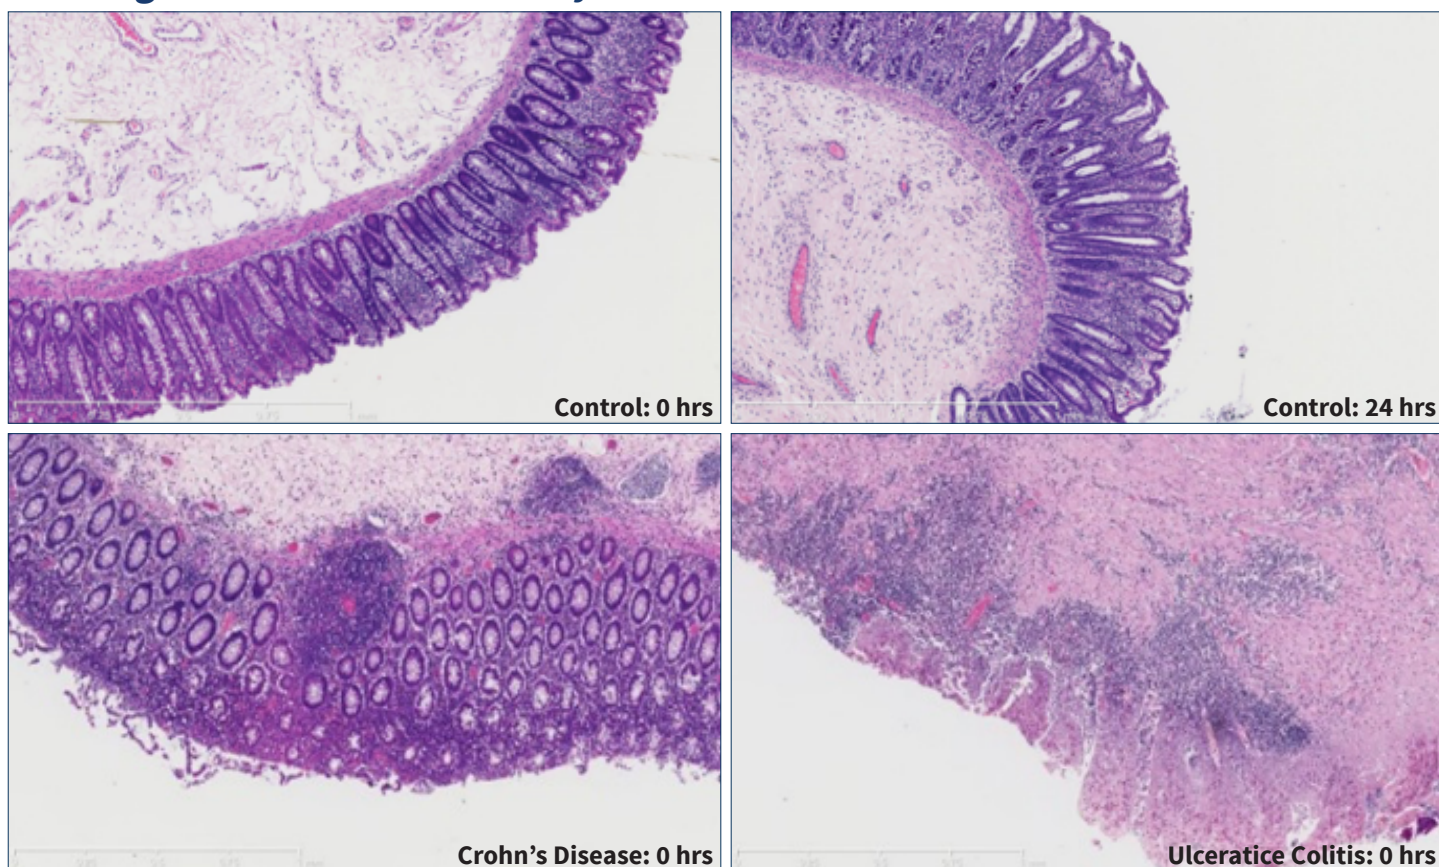 Control: 0 hrs
Control: 24 hrs
Crohn's Disease: 0 hrs
Ulceratice Colitis: 0 hrs